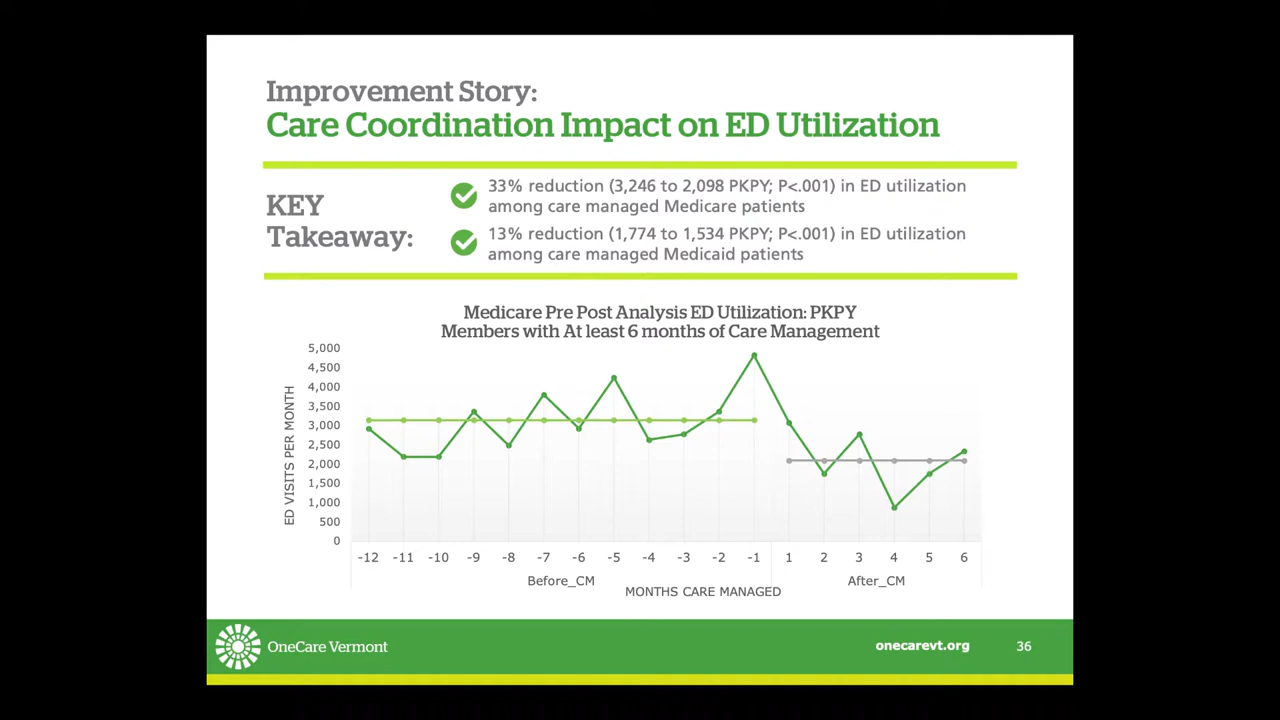 Improvement Story:
Care Coordination Impact on ED Utilization
KEY
Takeaway:
33% reduction (3,246 to 2,098 PKPY; P<.001) in ED utilization
among care managed Medicare patients
13% reduction (1,774 to 1,534 PKPY; P<.001) in ED utilization
among care managed Medicaid patients
Medicare Pre Post Analysis ED Utilization: PKPY
Members with At least 6 months of Care Management
ED VISITS PER MONTH
5,000
4,500
4,000
3,500
3,000
2,500
2,000
1,500
1,000
500
0
-12 -11 -10 -9 -8 -7 -6 -5 -4 -3 -2 -1 1 2 3 4 5 6
Before_CM After_CM
MONTHS CARE MANAGED
OneCare Vermont
onecarevt.org 36